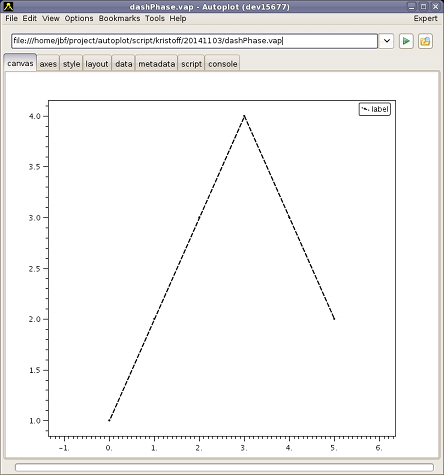 dashPhase.vap - Autoplot (dev15677)
File Edit View Options Bookmarks Tools Help Expert
file:///home/jbf/project/autoplot/script/kristoff/20141103/dashPhase.vap
canvas axes style layout data metadata script console
label
4.0
3.5
3.0
2.5
2.0
1.5
1.0
-1. 0. 1. 2. 3. 4. 5. 6.